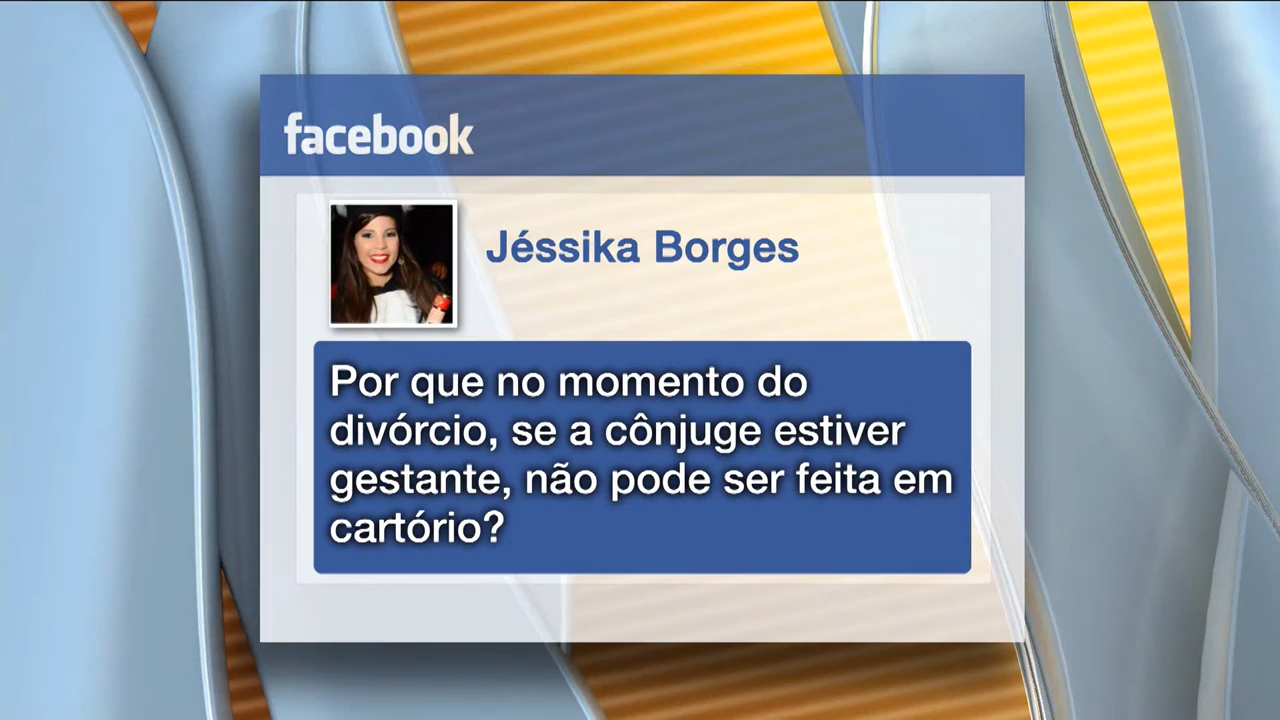 facebook
Jéssika Borges
Por que no momento do
divórcio, se a cônjuge estiver
gestante, não pode ser feita em
cartório?